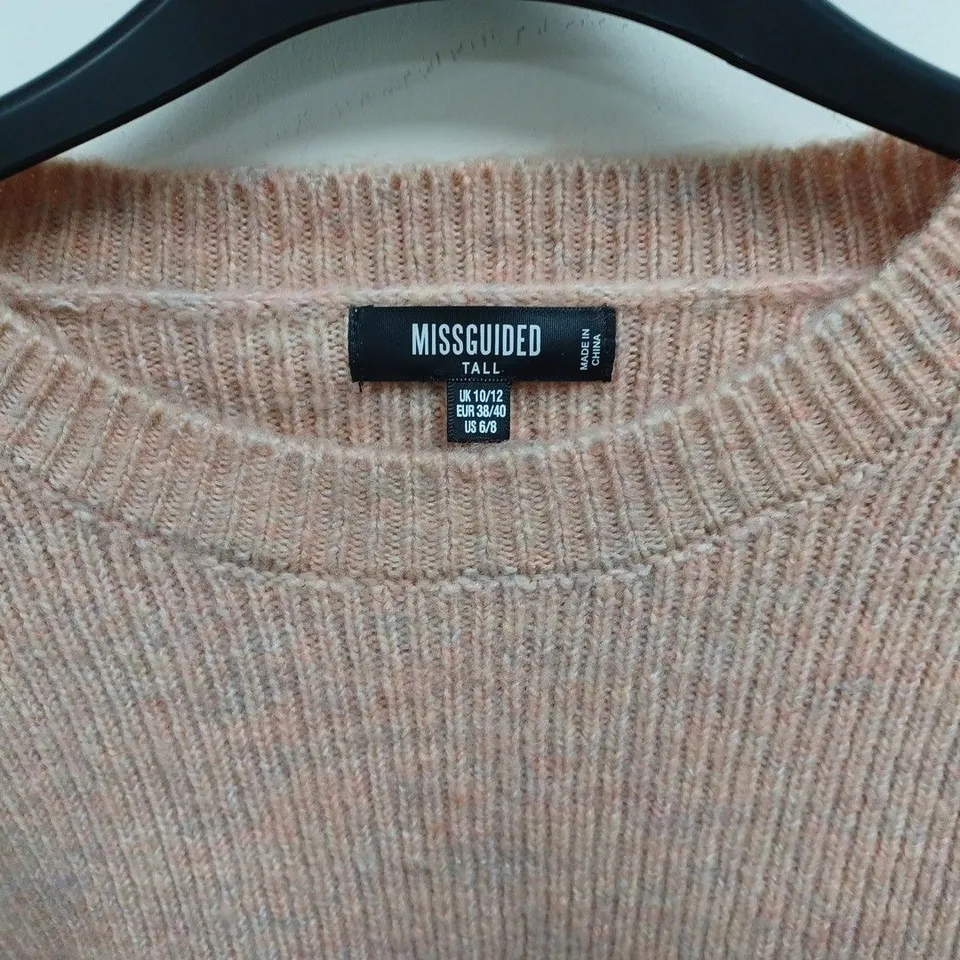 MISSGUIDED
TALL
MADE IN
CHINA
UK 10/12
EUR 38/40
US 6/8